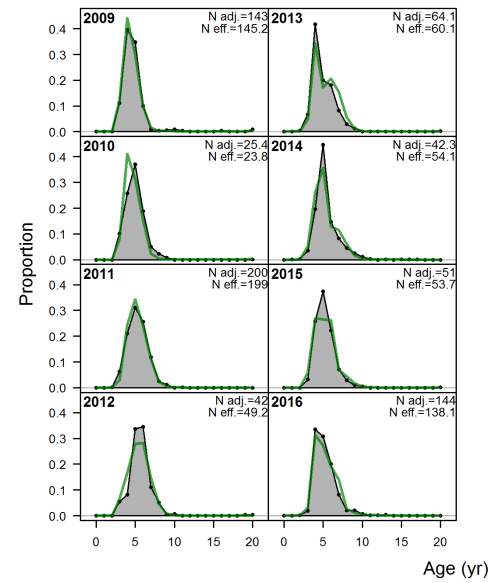 2009
N adj.=143
N eff.=145.2
2013
N adj.=64.1
N eff.=60.1
0.4
0.3
0.2
0.1
0.0
2010
N adj.=25.4
N eff.=23.8
2014
N adj.=42.3
N eff.=54.1
0.4
0.3
0.2
0.1
0.0
Proportion
2011
N adj.=200
N eff.=199
2015
N adj.=51
N eff.=53.7
0.4
0.3
0.2
0.1
0.0
2012
N adj.=42
N eff.=49.2
2016
N adj.=144
N eff.=138.1
0.4
0.3
0.2
0.1
0.0
0 5 10 15 20 0 5 10 15 20
Age (yr)